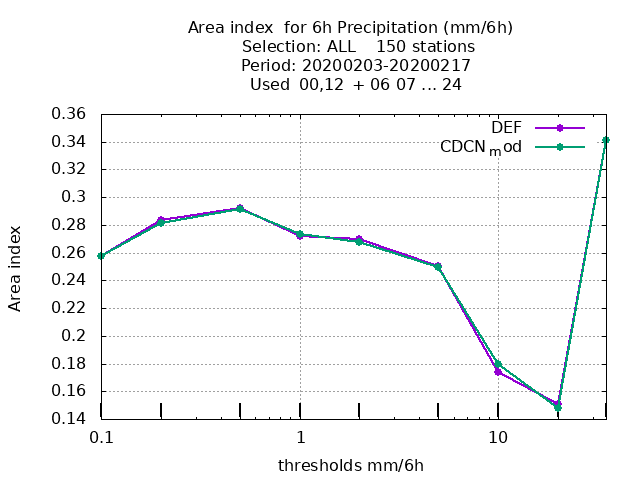 Area index  for 6h Precipitation (mm/6h)
Selection: ALL    150 stations
Period: 20200203-20200217
Used  00,12  + 06 07 ... 24
DEF
CDCN_mod
Area index
0.36
0.34
0.32
0.3
0.28
0.26
0.24
0.22
0.2
0.18
0.16
0.14
0.1 1 10
thresholds mm/6h